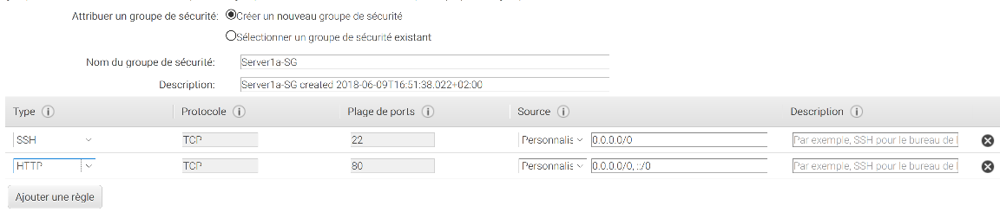 Attribuer un groupe de sécurité: Créer un nouveau groupe de sécurité
Sélectionner un groupe de sécurité existant
Nom du groupe de sécurité: Server1a-SG
Description: Server1a-SG created 2018-06-09T16:51:38.022+02:00
Type Protocole Plage de ports Source Description
SSH TCP 22 Personnalis 0.0.0.0/0 Par exemple, SSH pour le bureau de l
HTTP TCP 80 Personnalis 0.0.0.0/0, ::/0 Par exemple, SSH pour le bureau de l
Ajouter une règle